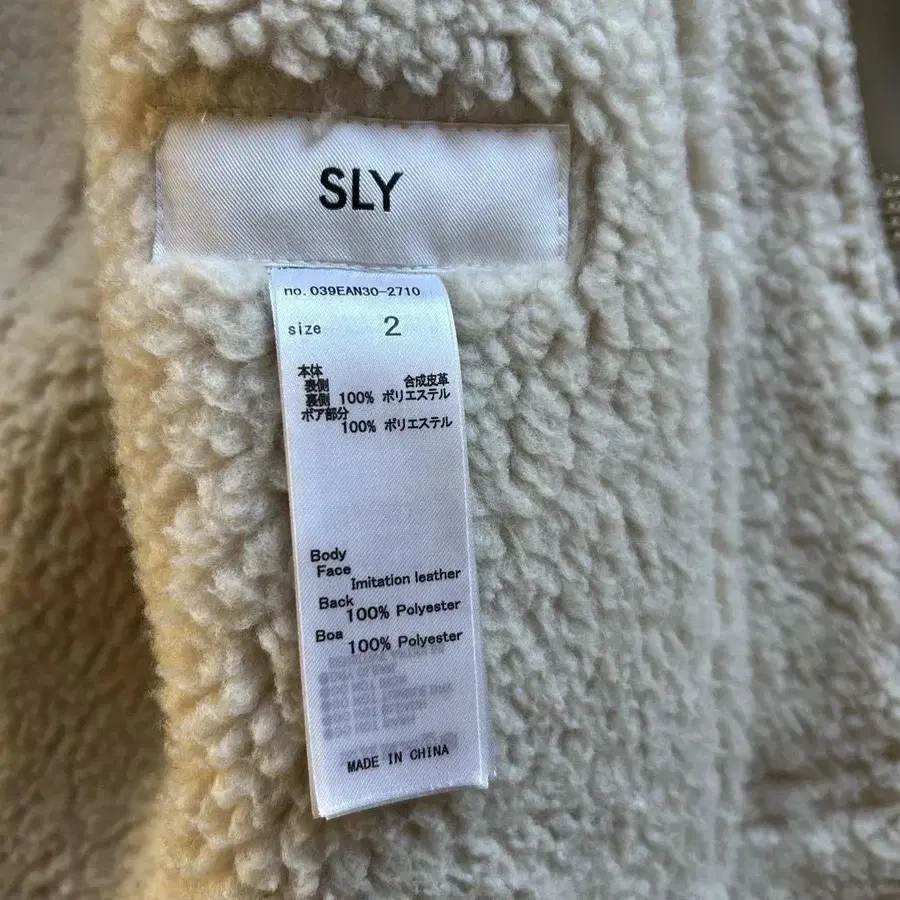 SLY
no. 039EAN30-2710
size 2
本体
表側 合成皮革
裏側 100% ポリエステル
ボア部分
100% ポリエステル
Body
Face
Imitation leather
Back
100% Polyester
Boa
100% Polyester
MADE IN CHINA